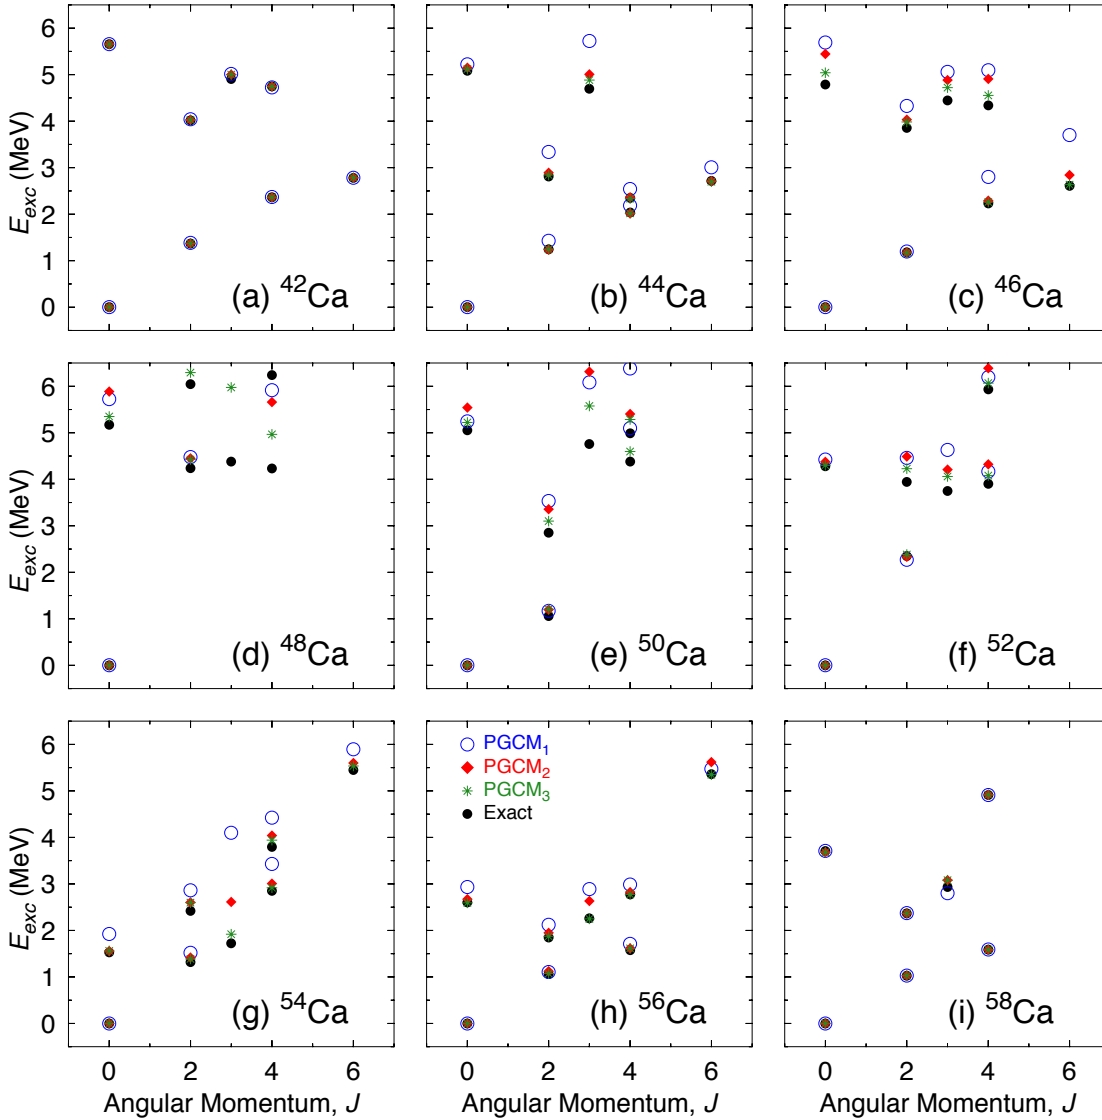 6
5
4
3
2
1
0
E_exc (MeV)
(a) ⁴²Ca
(b) ⁴⁴Ca
(c) ⁴⁶Ca
6
5
4
3
2
1
0
E_exc (MeV)
(d) ⁴⁸Ca
(e) ⁵⁰Ca
(f) ⁵²Ca
6
5
4
3
2
1
0
E_exc (MeV)
(g) ⁵⁴Ca
PGCM₁
PGCM₂
PGCM₃
Exact
(h) ⁵⁶Ca
(i) ⁵⁸Ca
0 2 4 6
0 2 4 6
0 2 4 6
Angular Momentum, J
Angular Momentum, J
Angular Momentum, J